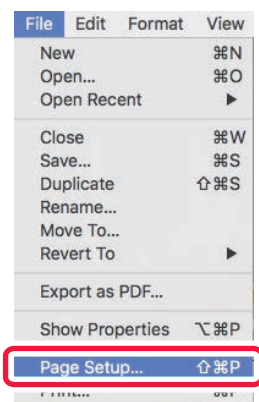 File Edit Format View
New ⌘N
Open... ⌘O
Open Recent ▶
Close ⌘W
Save... ⌘S
Duplicate ⇧⌘S
Rename...
Move To...
Revert To ▶
Export as PDF...
Show Properties ⌥⌘P
Page Setup... ⇧⌘P